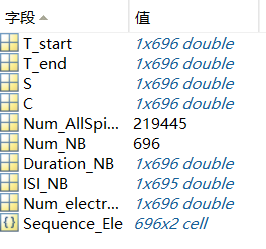 字段 值
T_start 1x696 double
T_end 1x696 double
S 1x696 double
C 1x696 double
Num_AllSpi... 219445
Num_NB 696
Duration_NB 1x696 double
ISI_NB 1x695 double
Num_electr... 1x696 double
Sequence_Ele 696x2 cell